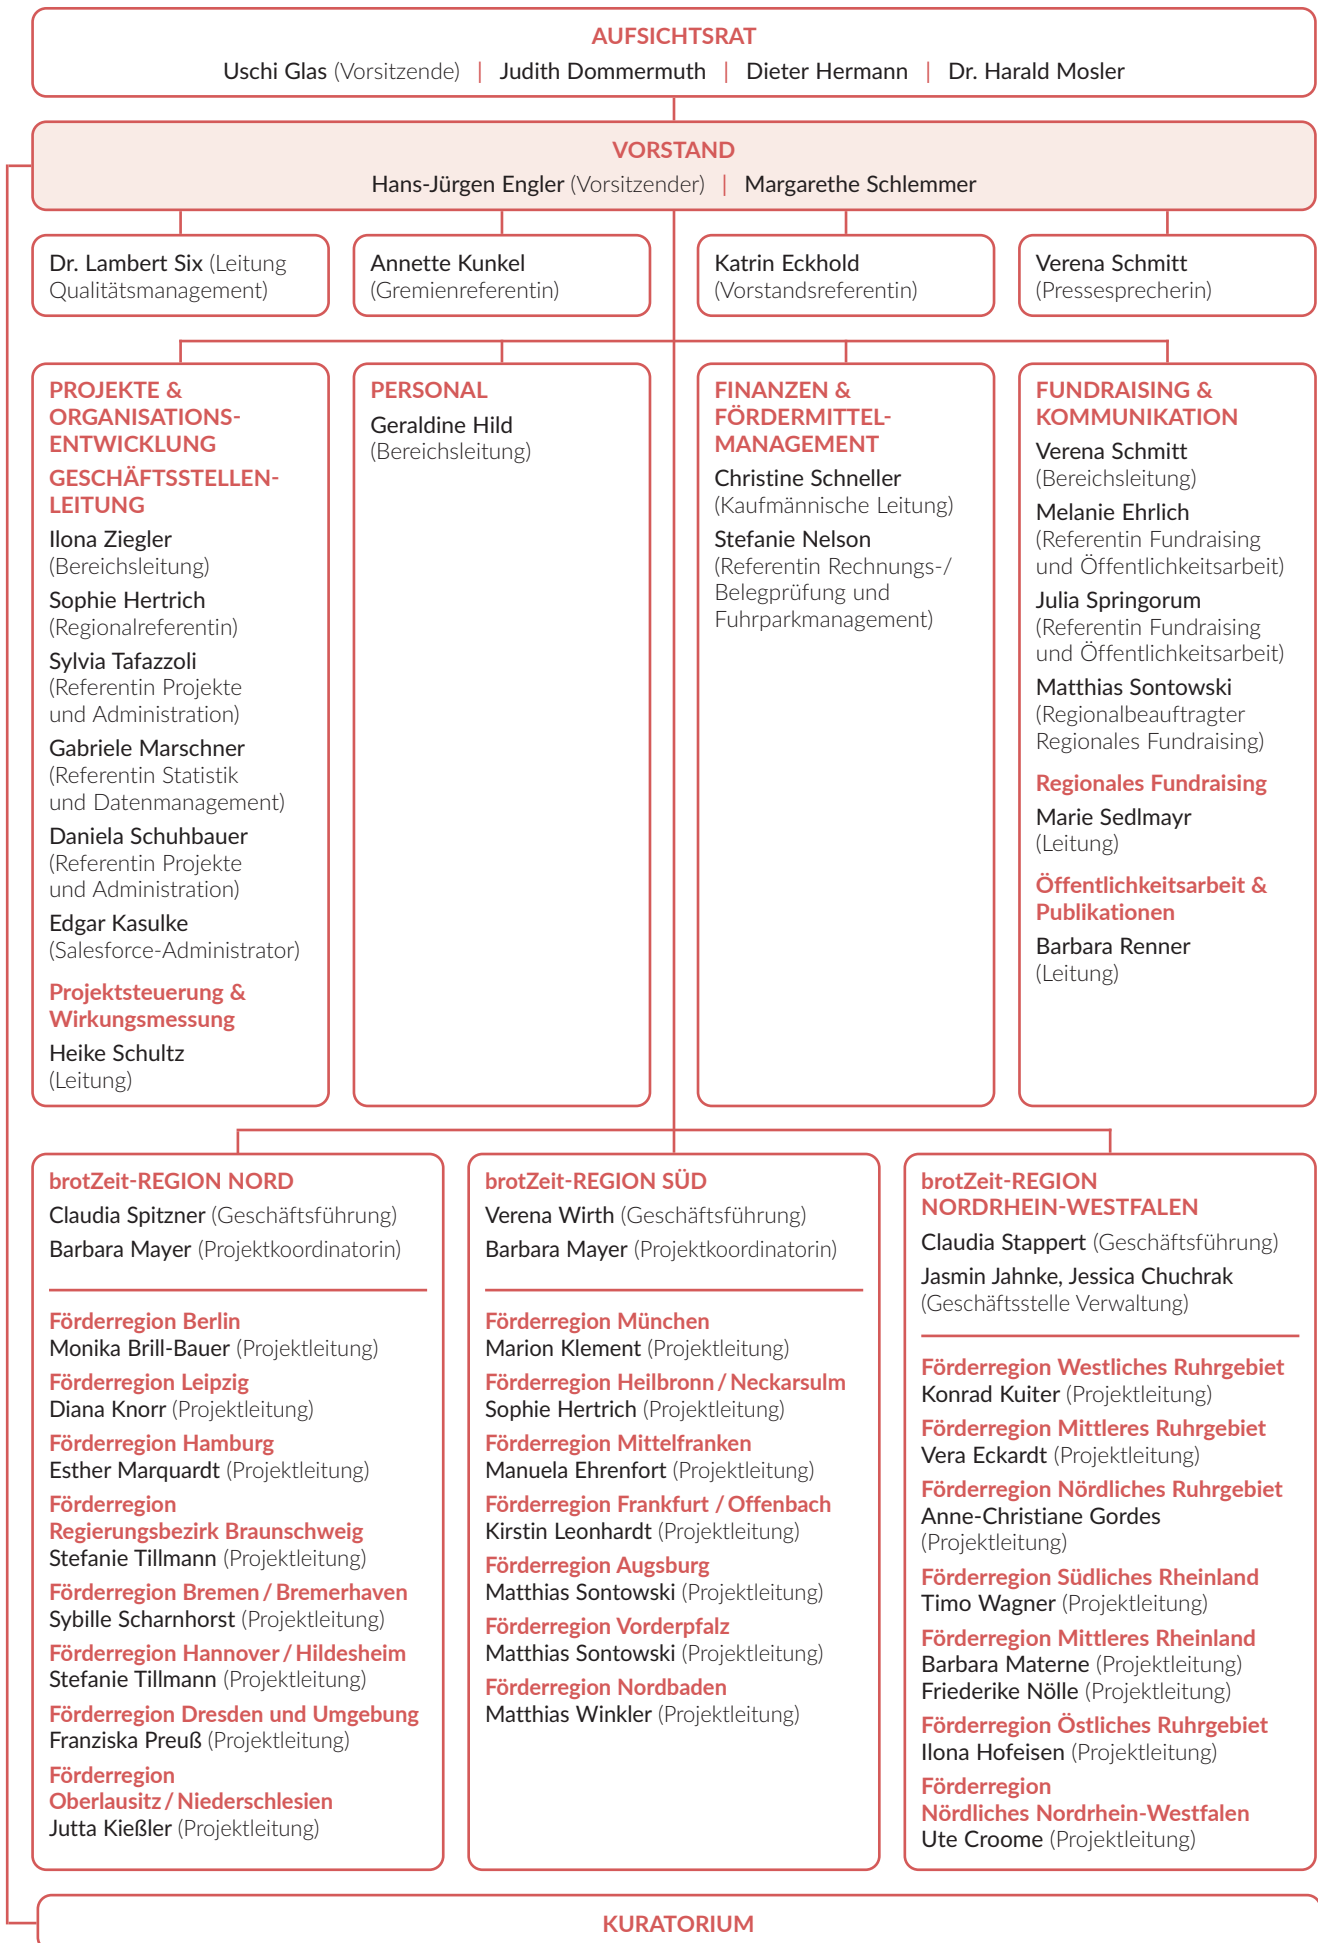 AUFSICHTSRAT
Uschi Glas (Vorsitzende) | Judith Dommermuth | Dieter Hermann | Dr. Harald Mosler
VORSTAND
Hans-Jürgen Engler (Vorsitzender) | Margarethe Schlemmer
Dr. Lambert Six (Leitung
Qualitätsmanagement)
Annette Kunkel
(Gremienreferentin)
Katrin Eckhold
(Vorstandsreferentin)
Verena Schmitt
(Pressesprecherin)
PROJEKTE &
ORGANISATIONS-
ENTWICKLUNG
GESCHÄFTSSTELLEN-
LEITUNG
Ilona Ziegler
(Bereichsleitung)
Sophie Hertrich
(Regionalreferentin)
Sylvia Tafazzoli
(Referentin Projekte
und Administration)
Gabriele Marschner
(Referentin Statistik
und Datenmanagement)
Daniela Schuhbauer
(Referentin Projekte
und Administration)
Edgar Kasulke
(Salesforce-Administrator)
Projektsteuerung &
Wirkungsmessung
Heike Schultz
(Leitung)
PERSONAL
Geraldine Hild
(Bereichsleitung)
FINANZEN &
FÖRDERMITTEL-
MANAGEMENT
Christine Schneller
(Kaufmännische Leitung)
Stefanie Nelson
(Referentin Rechnungs-/
Belegprüfung und
Fuhrparkmanagement)
FUNDRAISING &
KOMMUNIKATION
Verena Schmitt
(Bereichsleitung)
Melanie Ehrlich
(Referentin Fundraising
und Öffentlichkeitsarbeit)
Julia Springorum
(Referentin Fundraising
und Öffentlichkeitsarbeit)
Matthias Sontowski
(Regionalbeauftragter
Regionales Fundraising)
Regionales Fundraising
Marie Sedlmayr
(Leitung)
Öffentlichkeitsarbeit &
Publikationen
Barbara Renner
(Leitung)
brotZeit-REGION NORD
Claudia Spitzner (Geschäftsführung)
Barbara Mayer (Projektkoordinatorin)
Förderregion Berlin
Monika Brill-Bauer (Projektleitung)
Förderregion Leipzig
Diana Knorr (Projektleitung)
Förderregion Hamburg
Esther Marquardt (Projektleitung)
Förderregion
Regierungsbezirk Braunschweig
Stefanie Tillmann (Projektleitung)
Förderregion Bremen / Bremerhaven
Sybille Scharnhorst (Projektleitung)
Förderregion Hannover / Hildesheim
Stefanie Tillmann (Projektleitung)
Förderregion Dresden und Umgebung
Franziska Preuß (Projektleitung)
Förderregion
Oberlausitz / Niederschlesien
Jutta Kießler (Projektleitung)
brotZeit-REGION SÜD
Verena Wirth (Geschäftsführung)
Barbara Mayer (Projektkoordinatorin)
Förderregion München
Marion Klement (Projektleitung)
Förderregion Heilbronn / Neckarsulm
Sophie Hertrich (Projektleitung)
Förderregion Mittelfranken
Manuela Ehrenfort (Projektleitung)
Förderregion Frankfurt / Offenbach
Kirstin Leonhardt (Projektleitung)
Förderregion Augsburg
Matthias Sontowski (Projektleitung)
Förderregion Vorderpfalz
Matthias Sontowski (Projektleitung)
Förderregion Nordbaden
Matthias Winkler (Projektleitung)
brotZeit-REGION
NORDRHEIN-WESTFALEN
Claudia Stappert (Geschäftsführung)
Jasmin Jahnke, Jessica Chuchrak
(Geschäftsstelle Verwaltung)
Förderregion Westliches Ruhrgebiet
Konrad Kuiter (Projektleitung)
Förderregion Mittleres Ruhrgebiet
Vera Eckardt (Projektleitung)
Förderregion Nördliches Ruhrgebiet
Anne-Christiane Gordes
(Projektleitung)
Förderregion Südliches Rheinland
Timo Wagner (Projektleitung)
Förderregion Mittleres Rheinland
Barbara Materne (Projektleitung)
Friederike Nölle (Projektleitung)
Förderregion Östliches Ruhrgebiet
Ilona Hofeisen (Projektleitung)
Förderregion
Nördliches Nordrhein-Westfalen
Ute Croome (Projektleitung)
KURATORIUM